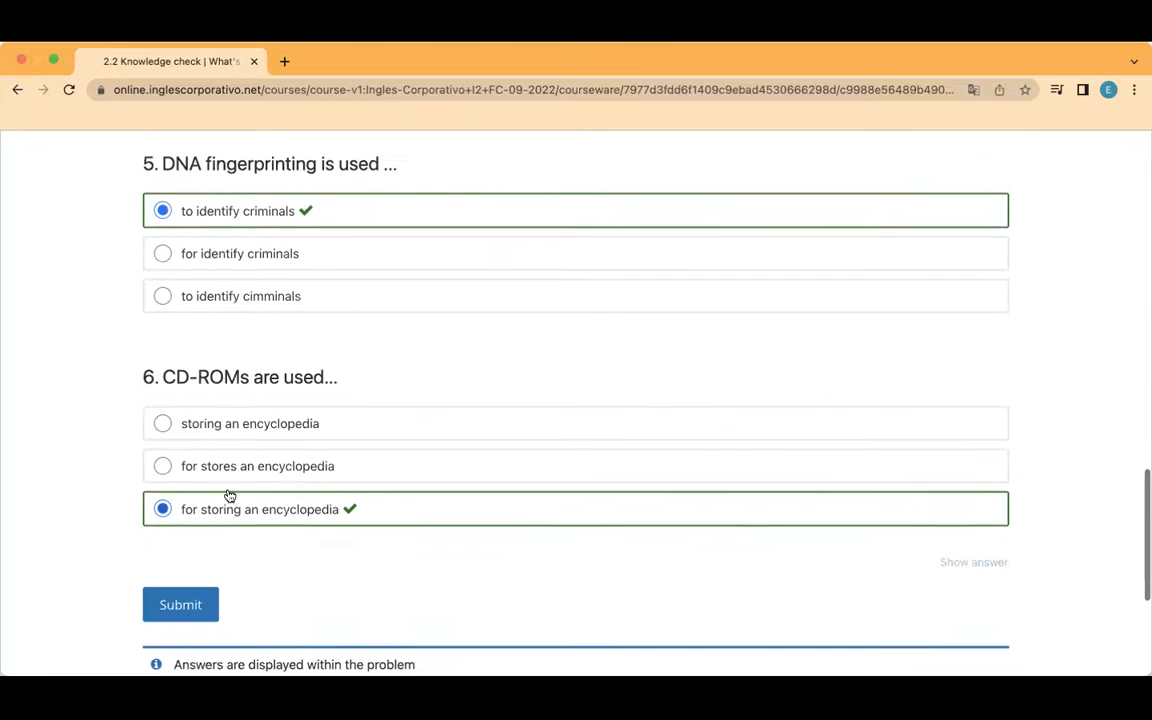 2.2 Knowledge check | What's
online.inglescorporativo.net/courses/course-v1:Ingles-Corporativo+I2+FC-09-2022/courseware/7977d3fdd6f1409c9ebad4530666298d/c9988e56489b490...
E
5. DNA fingerprinting is used ...
to identify criminals
for identify criminals
to identify cimminals
6. CD-ROMs are used...
storing an encyclopedia
for stores an encyclopedia
for storing an encyclopedia
Show answer
Submit
Answers are displayed within the problem